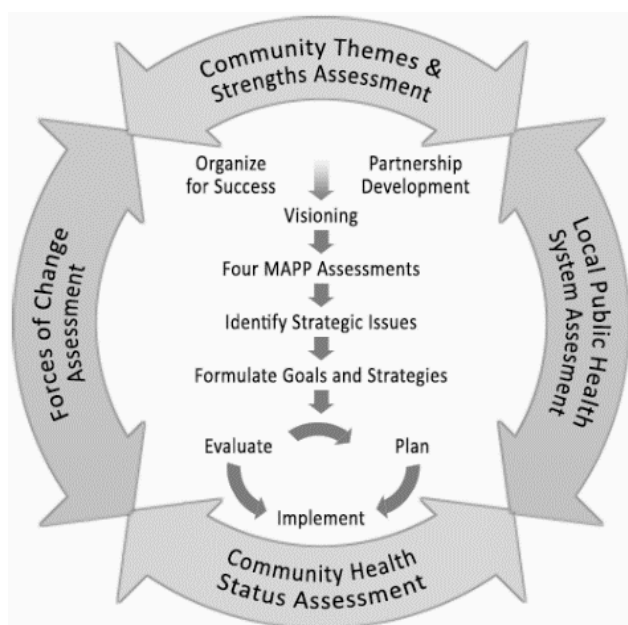 Community Themes &
Strengths Assessment
Organize
for Success
Partnership
Development
Visioning
Four MAPP Assessments
Identify Strategic Issues
Formulate Goals and Strategies
Evaluate
Plan
Implement
Forces of Change
Assessment
Local Public Health
System Assesment
Community Health
Status Assessment